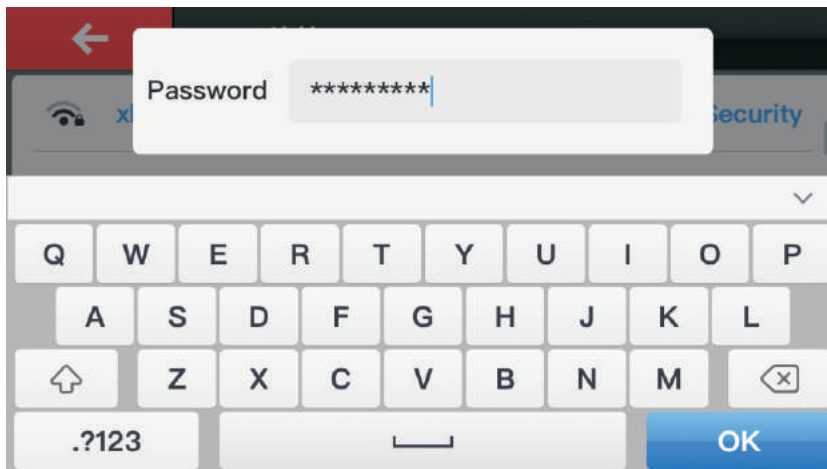 Password *********
Security
Q W E R T Y U I O P
A S D F G H J K L
Z X C V B N M
.?123 OK